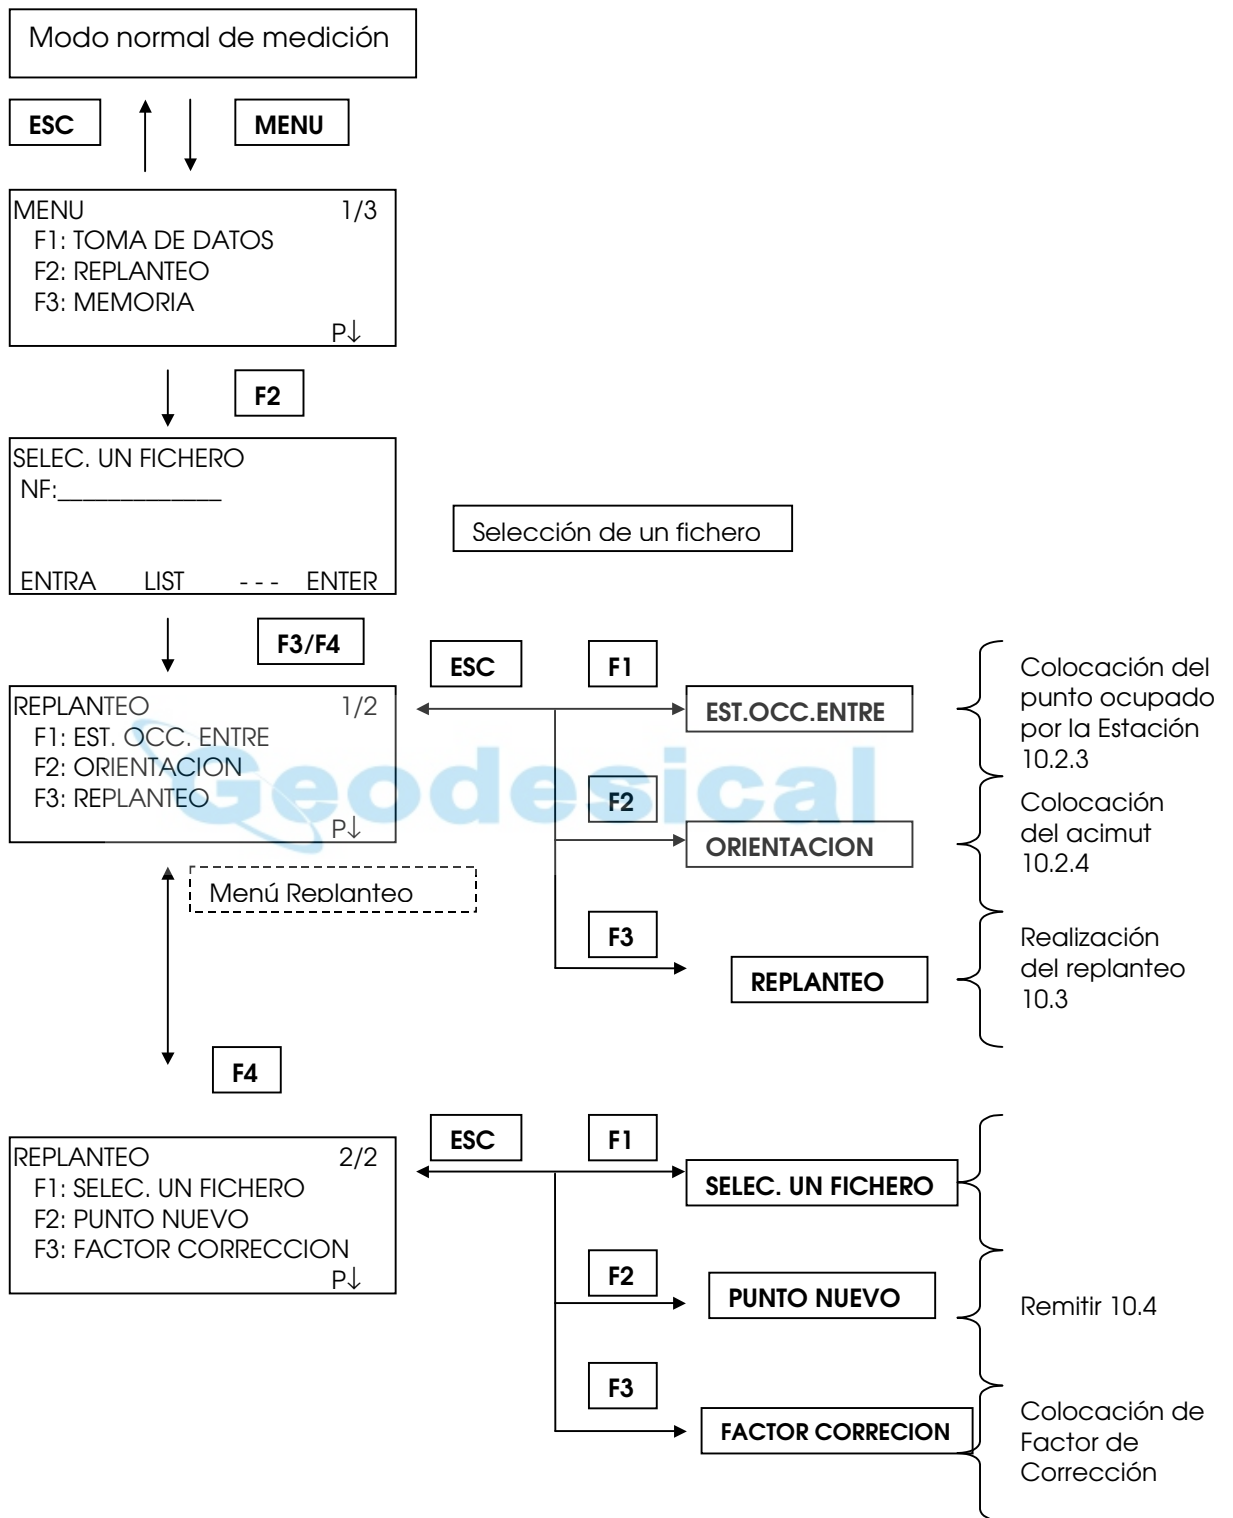 Modo normal de medición
ESC
MENU
MENU 1/3
F1: TOMA DE DATOS
F2: REPLANTEO
F3: MEMORIA
P↓
F2
SELEC. UN FICHERO
NF:_____________
ENTRA LIST - - - ENTER
Selección de un fichero
F3/F4
REPLANTEO 1/2
F1: EST. OCC. ENTRE
F2: ORIENTACION
F3: REPLANTEO
P↓
ESC
F1
EST.OCC.ENTRE
Colocación del
punto ocupado
por la Estación
10.2.3
F2
ORIENTACION
Colocación
del acimut
10.2.4
Geodesical
Menú Replanteo
F3
REPLANTEO
Realización
del replanteo
10.3
F4
REPLANTEO 2/2
F1: SELEC. UN FICHERO
F2: PUNTO NUEVO
F3: FACTOR CORRECCION
P↓
ESC
F1
SELEC. UN FICHERO
F2
PUNTO NUEVO
Remitir 10.4
F3
FACTOR CORRECION
Colocación de
Factor de
Corrección